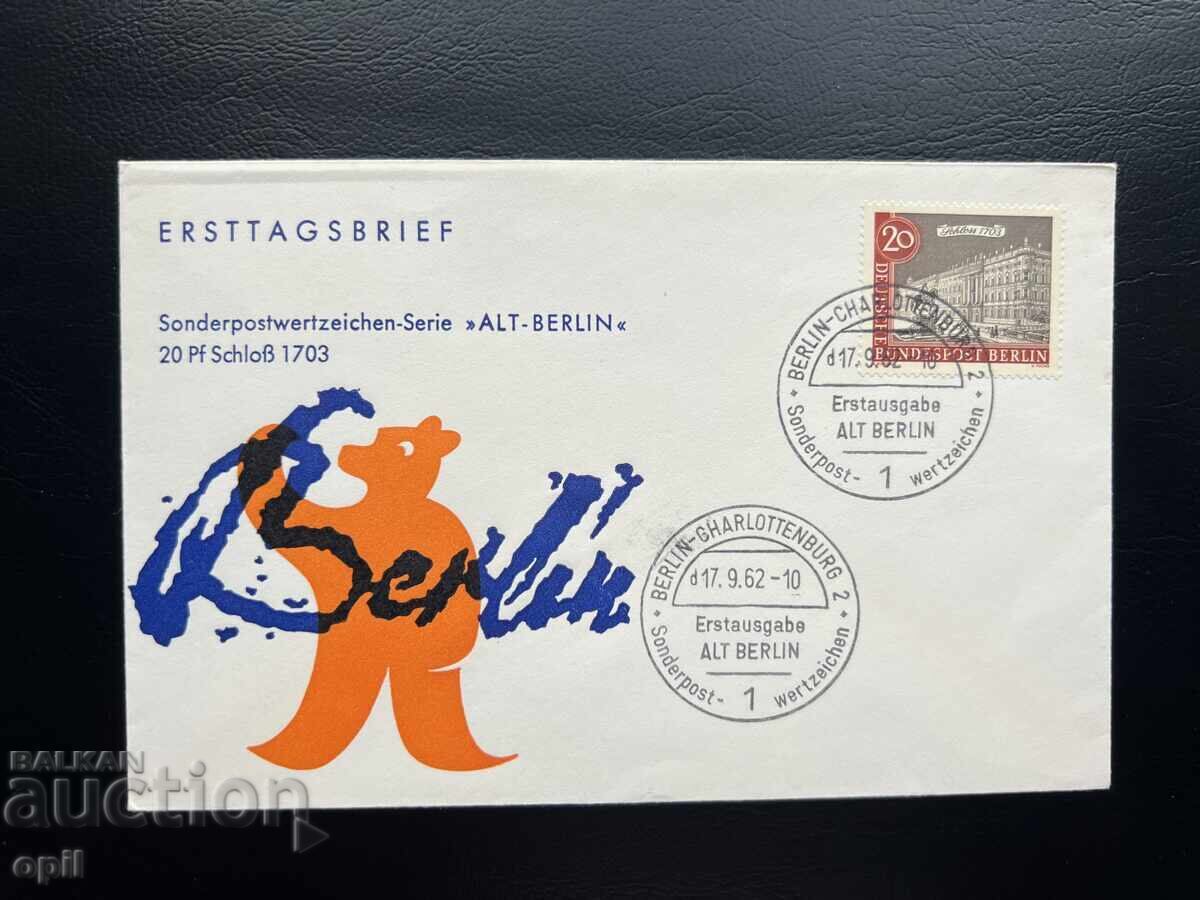 ERSTTAGSBRIEF
Sonderpostwertzeichen-Serie »ALT-BERLIN«
20 Pf Schloß 1703
20
Schloss 1703
DEUTSCHE
BUNDESPOST BERLIN
BERLIN-CHARLOTTENBURG 2
d17.9.62-10
Erstausgabe
ALT BERLIN
Sonderpost- 1 wertzeichen
Berlin
BERLIN-CHARLOTTENBURG 2
d17.9.62-10
Erstausgabe
ALT BERLIN
Sonderpost- 1 wertzeichen
BALKAN
auction
opil